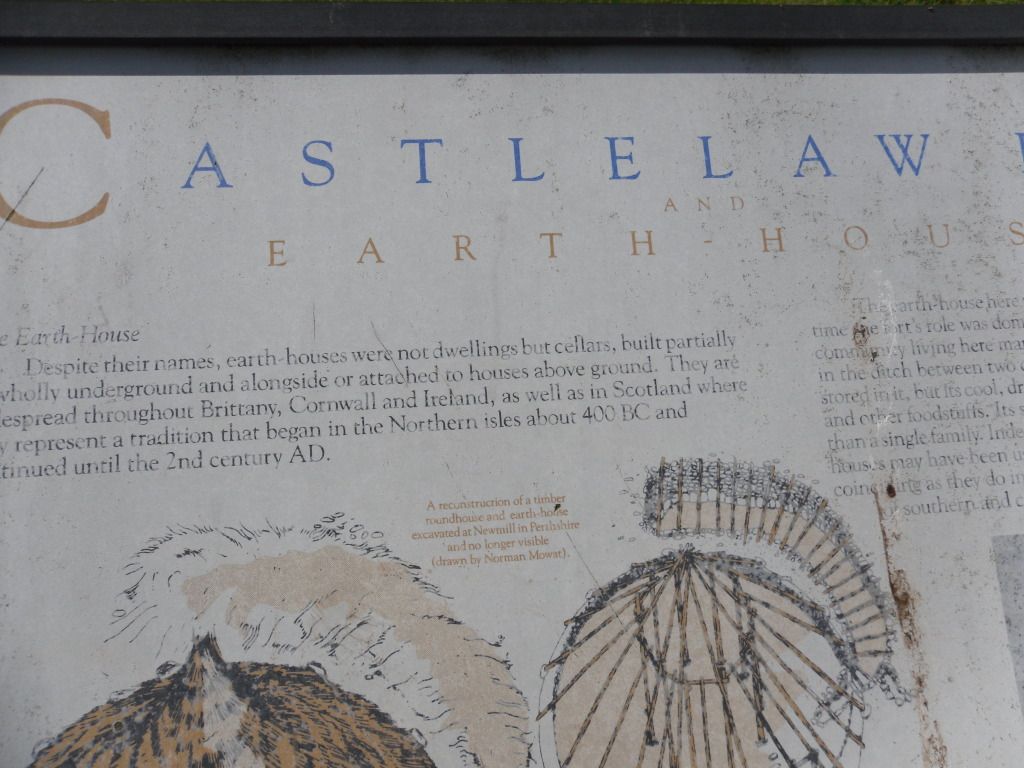 CASTLELAW
AND
EARTH-HOUS
e Earth-House
Despite their names, earth-houses were not dwellings but cellars, built partially
wholly underground and alongside or attached to houses above ground. They are
despread throughout Brittany, Cornwall and Ireland, as well as in Scotland where
y represent a tradition that began in the Northern isles about 400 BC and
tinued until the 2nd century AD.
The earth-house here
time the fort's role was dom
community living here ma
in the ditch between two
stored in it, but its cool, dr
and other foodstuffs. Its s
than a single family. Inde
houses may have been u
coinciding as they do in
southern and c
A reconstruction of a timber
roundhouse and earth-house
excavated at Newmill in Perthshire
and no longer visible
(drawn by Norman Mowat).